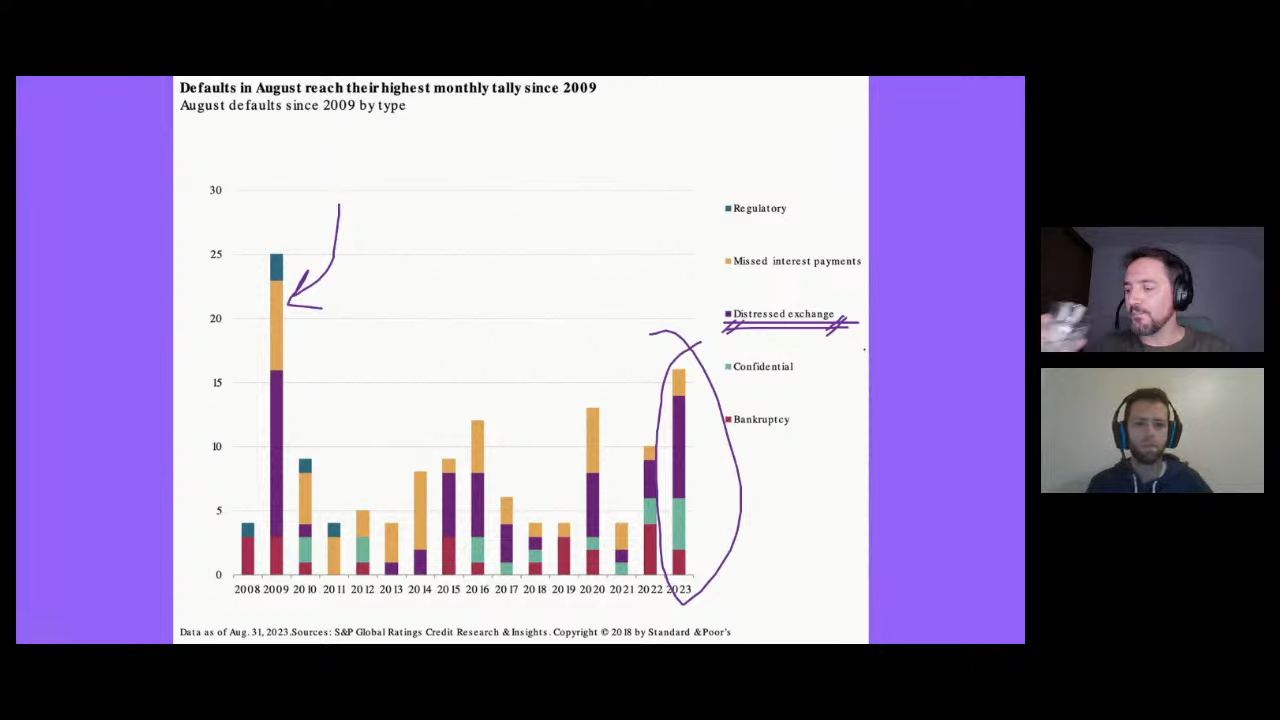 Defaults in August reach their highest monthly tally since 2009
August defaults since 2009 by type
30
25
20
15
10
5
0
2008 2009 2010 2011 2012 2013 2014 2015 2016 2017 2018 2019 2020 2021 2022 2023
Regulatory
Missed interest payments
Distressed exchange
Confidential
Bankruptcy
Data as of Aug. 31, 2023.Sources: S&P Global Ratings Credit Research & Insights. Copyright © 2018 by Standard & Poor's